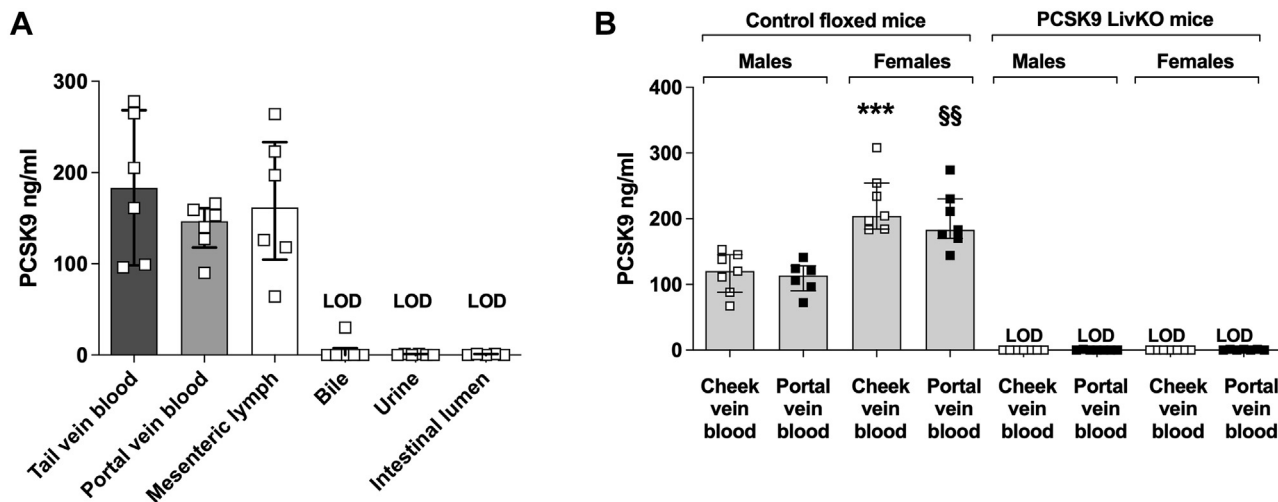 A
PCSK9 ng/ml
300
200
100
0
LOD
LOD
LOD
Tail vein blood
Portal vein blood
Mesenteric lymph
Bile
Urine
Intestinal lumen
B
Control floxed mice
PCSK9 LivKO mice
Males
Females
Males
Females
PCSK9 ng/ml
400
300
200
100
0
***
§§
LOD
LOD
LOD
LOD
Cheek
vein
blood
Portal
vein
blood
Cheek
vein
blood
Portal
vein
blood
Cheek
vein
blood
Portal
vein
blood
Cheek
vein
blood
Portal
vein
blood